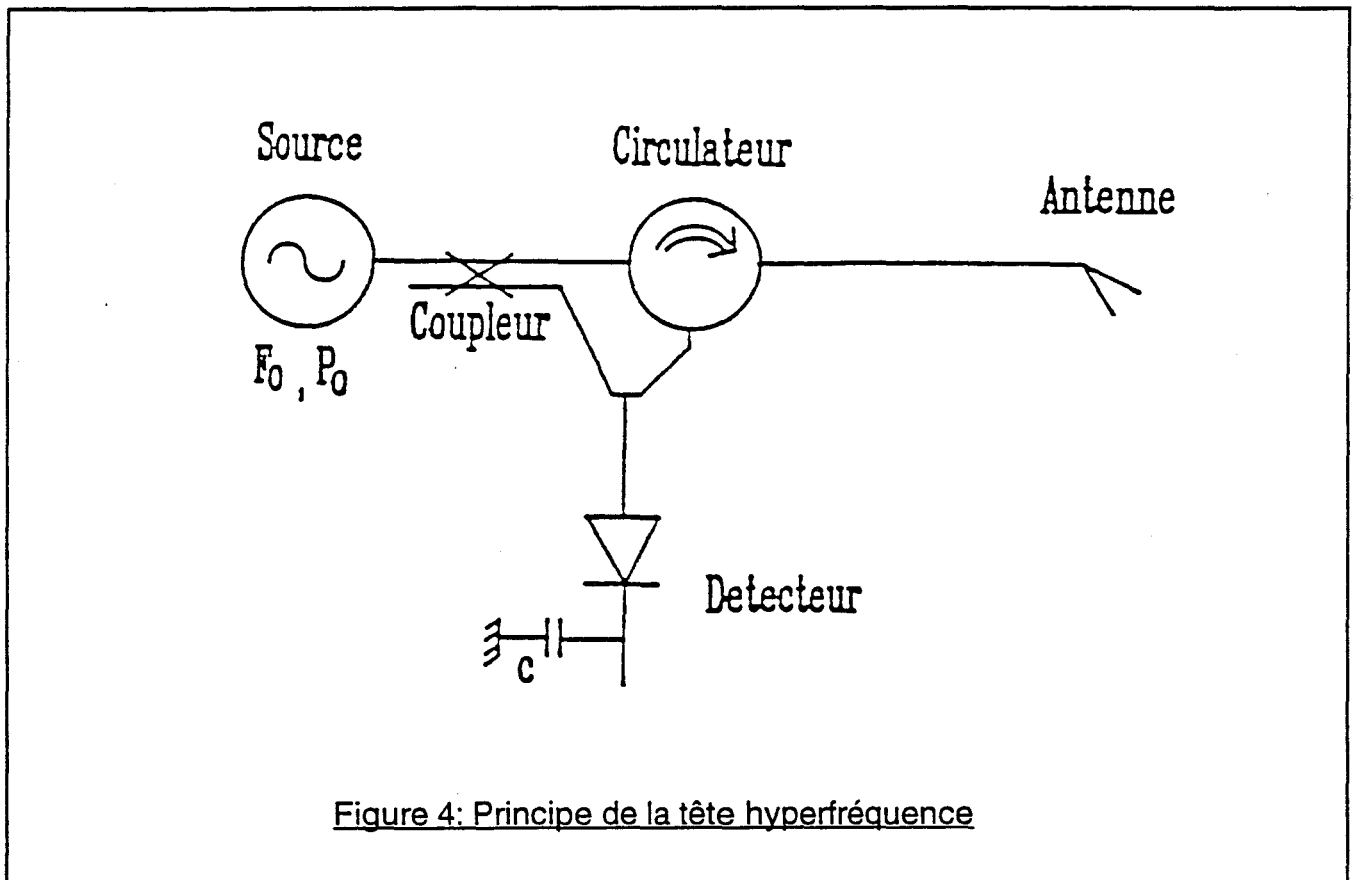 Source
Circulateur
Antenne
Coupleur
F0 , P0
Detecteur
C
Figure 4: Principe de la tête hyperfréquence